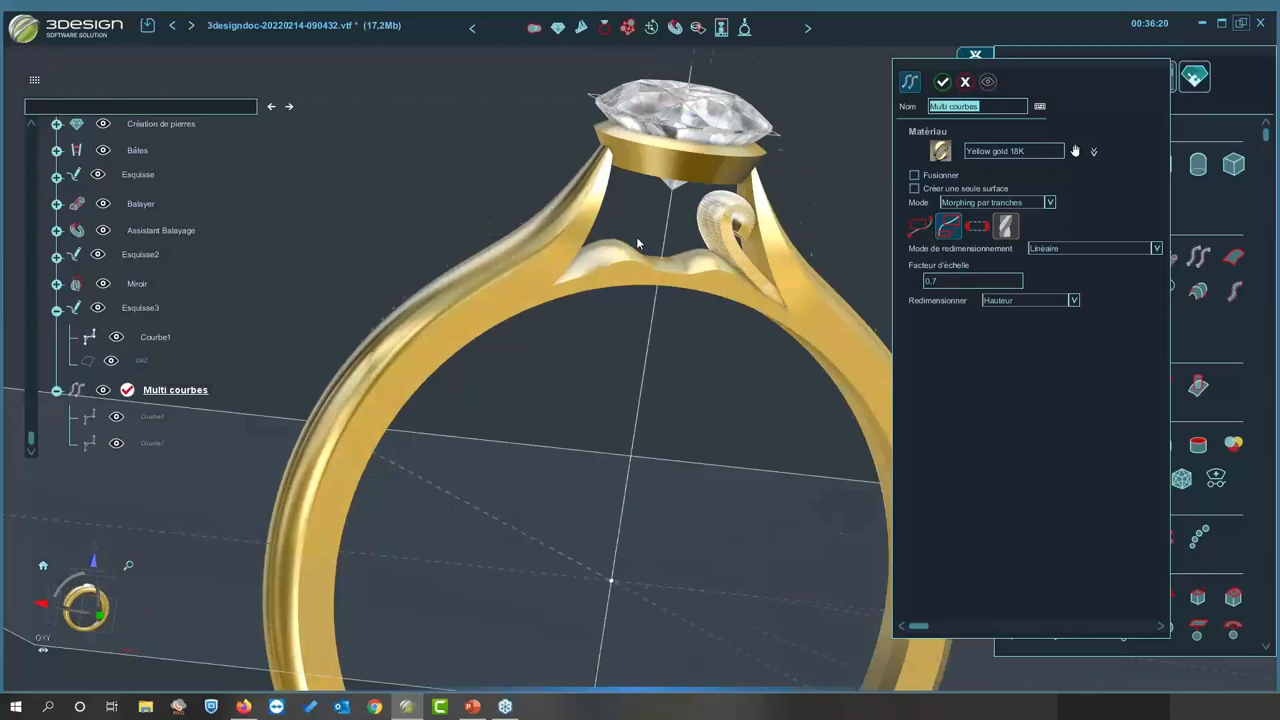 3DESIGN
SOFTWARE SOLUTION
3designdoc-20220214-090432.vtf * (17,2Mb)
00:36:20
Création de pierres
Bâtes
Esquisse
Balayer
Assistant Balayage
Esquisse2
Miroir
Esquisse3
Courbe1
Multi courbes
OXY
Nom
Multi courbes
Matériau
Yellow gold 18K
Fusionner
Créer une seule surface
Mode
Morphing par tranches
Mode de redimensionnement
Linéaire
Facteur d'échelle
0,7
Redimensionner
Hauteur